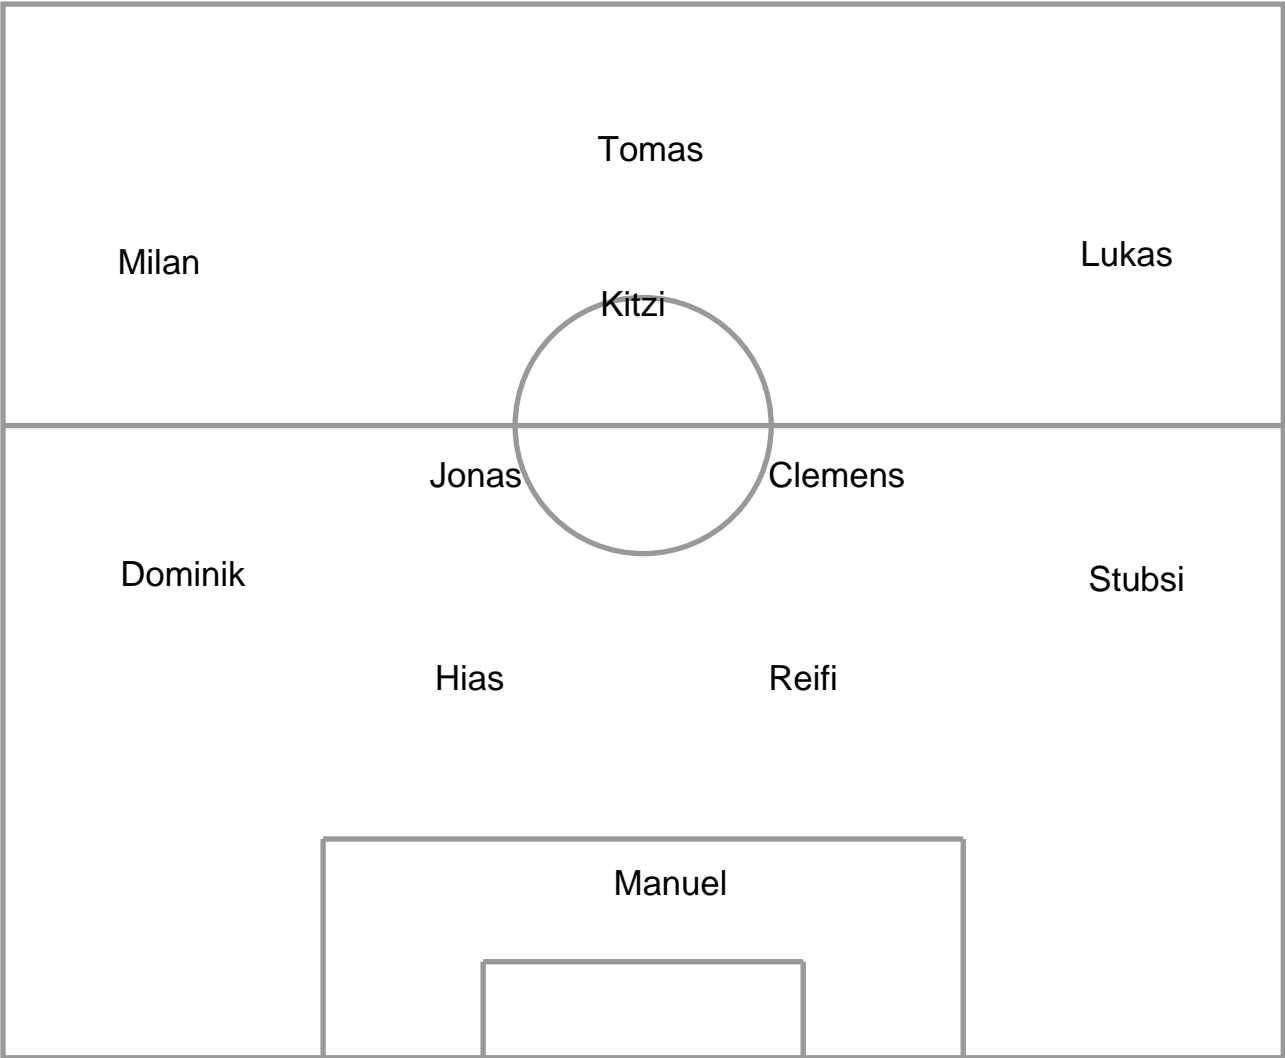 Tomas
Lukas
Milan
Kitzi
Jonas
Clemens
Dominik
Stubsi
Hias
Reifi
Manuel